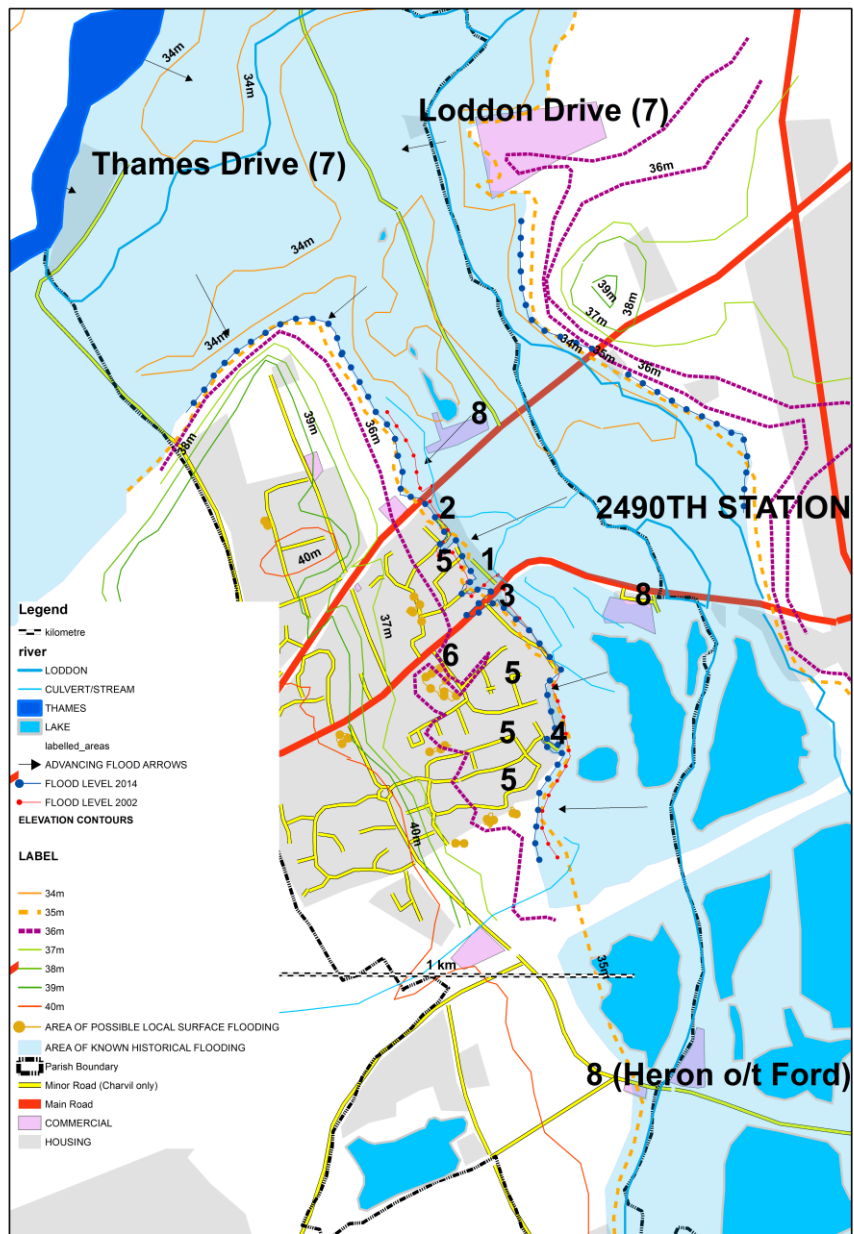 34m
34m
Loddon Drive (7)
Thames Drive (7)
36m
34m
39m
38m
37m
34m
34m
35m
36m
38m
39m
36m
8
2
2490TH STATION
40m
5
1
3
8
37m
6
5
5
4
5
40m
1 km
35m
8 (Heron o/t Ford)
Legend
kilometre
river
LODDON
CULVERT/STREAM
THAMES
LAKE
labelled_areas
ADVANCING FLOOD ARROWS
FLOOD LEVEL 2014
FLOOD LEVEL 2002
ELEVATION CONTOURS
LABEL
34m
35m
36m
37m
38m
39m
40m
AREA OF POSSIBLE LOCAL SURFACE FLOODING
AREA OF KNOWN HISTORICAL FLOODING
Parish Boundary
Minor Road (Charvil only)
Main Road
COMMERCIAL
HOUSING